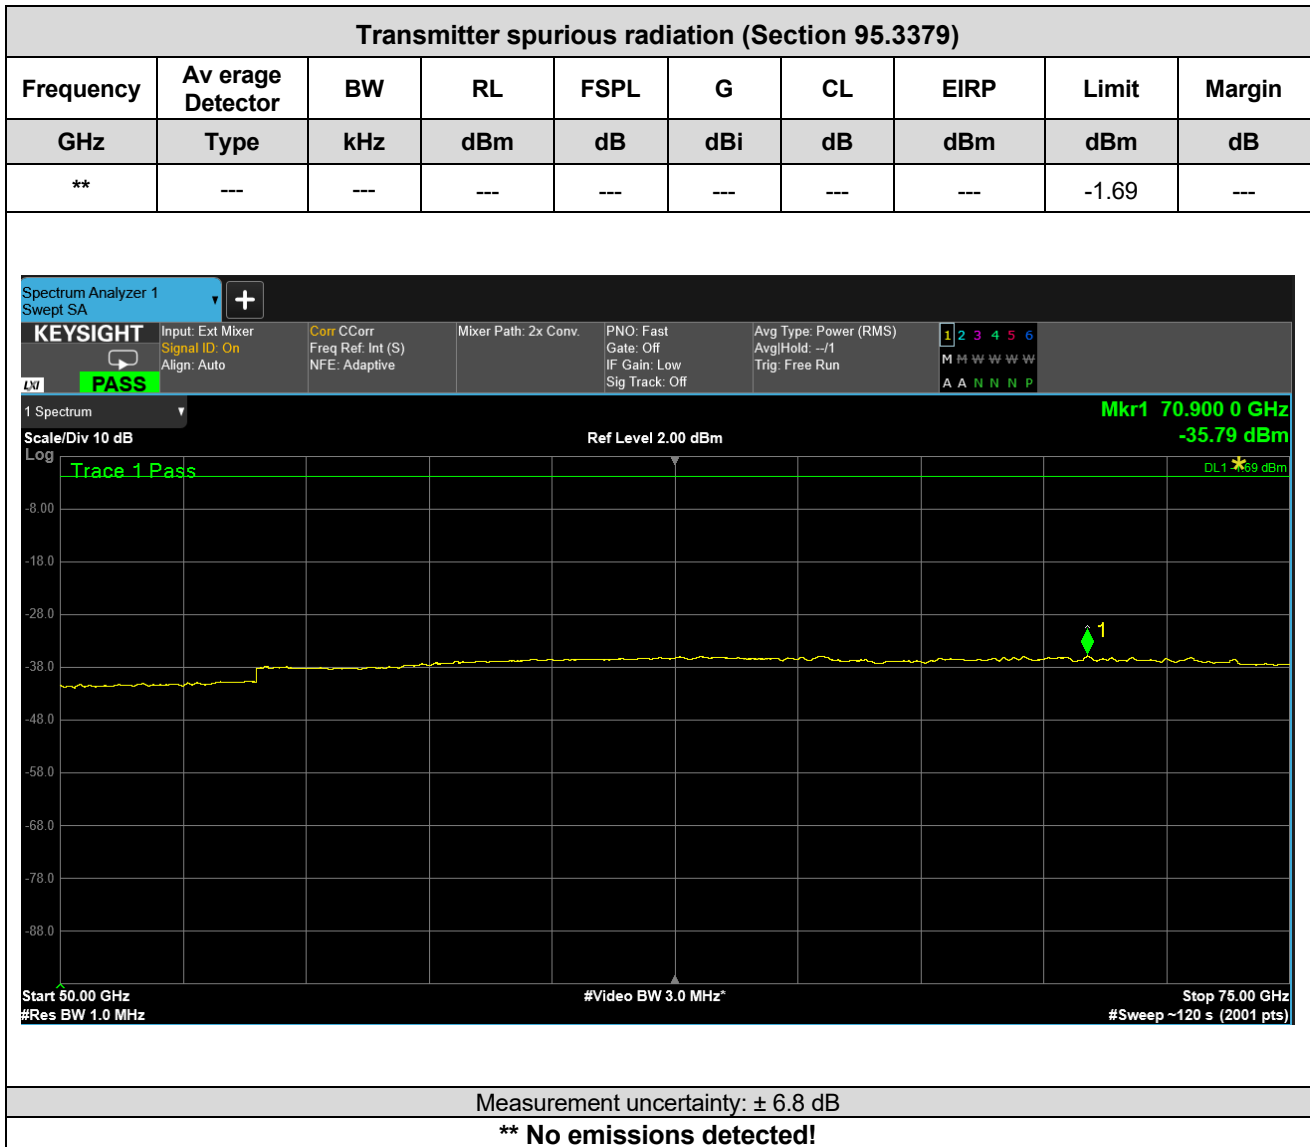 Transmitter spurious radiation (Section 95.3379)
Frequency Av erage Detector BW RL FSPL G CL EIRP Limit Margin
GHz Type kHz dBm dB dBi dB dBm dBm dB
** --- --- --- --- --- --- --- -1.69 ---
Spectrum Analyzer 1
Swept SA
KEYSIGHT Input: Ext Mixer Corr CCorr Mixer Path: 2x Conv. PNO: Fast Avg Type: Power (RMS) 1 2 3 4 5 6
Signal ID: On Freq Ref: Int (S) Gate: Off Avg|Hold: --/1 M M W W W W
Align: Auto NFE: Adaptive IF Gain: Low Trig: Free Run
LXI PASS Sig Track: Off A A N N N P
1 Spectrum Mkr1 70.900 0 GHz
Scale/Div 10 dB Ref Level 2.00 dBm -35.79 dBm
Log
Trace 1 Pass DL1 -1.69 dBm
-8.00
-18.0
-28.0
1
-38.0
-48.0
-58.0
-68.0
-78.0
-88.0
Start 50.00 GHz #Video BW 3.0 MHz* Stop 75.00 GHz
#Res BW 1.0 MHz #Sweep ~120 s (2001 pts)
Measurement uncertainty: ± 6.8 dB
** No emissions detected!